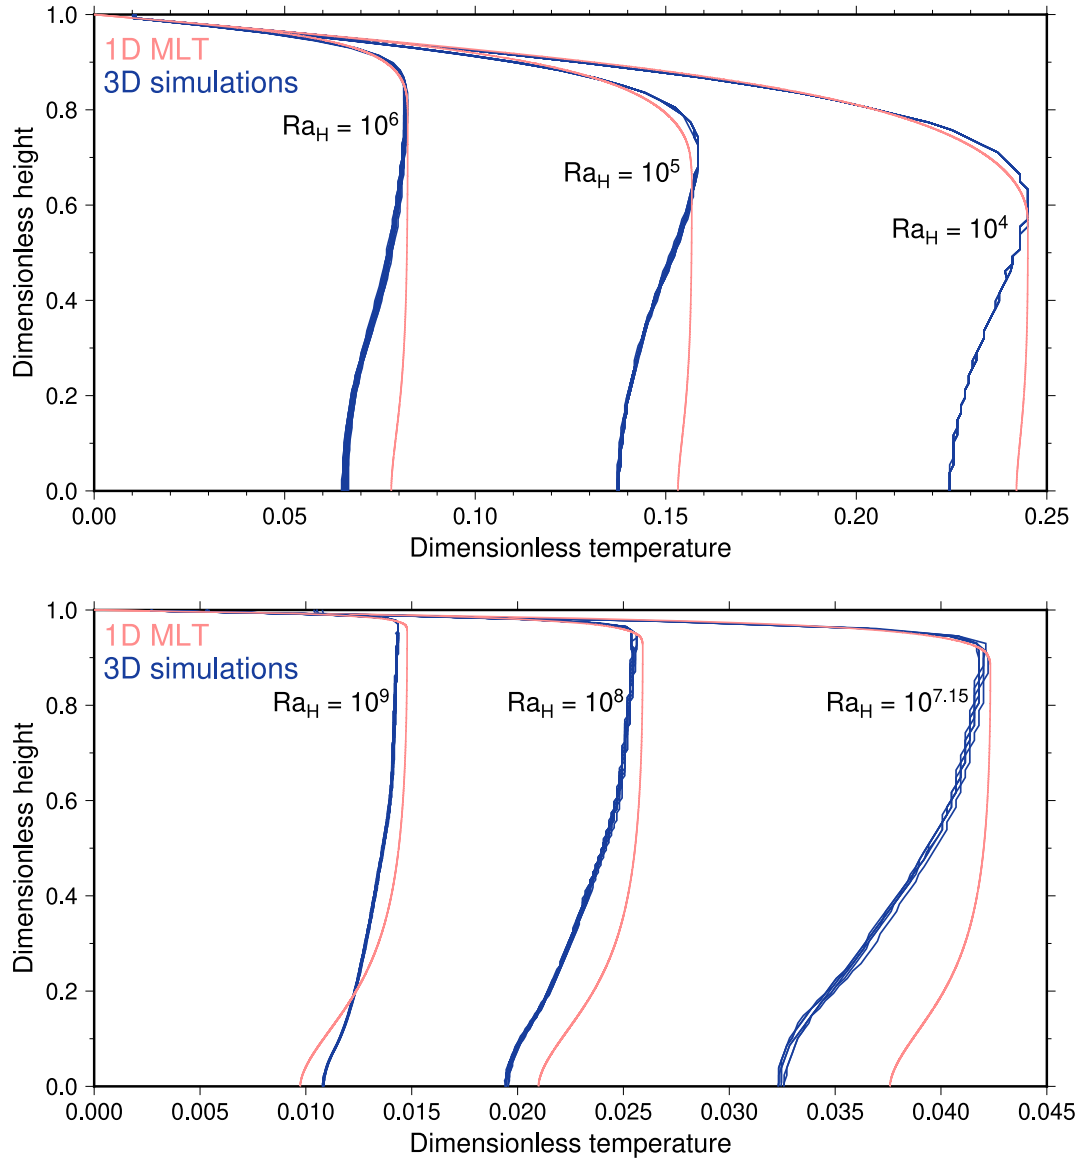 1.0
0.8
0.6
0.4
0.2
0.0
Dimensionless height
1D MLT
3D simulations
Ra_H = 10^6
Ra_H = 10^5
Ra_H = 10^4
0.00 0.05 0.10 0.15 0.20 0.25
Dimensionless temperature
1.0
0.8
0.6
0.4
0.2
0.0
Dimensionless height
1D MLT
3D simulations
Ra_H = 10^9
Ra_H = 10^8
Ra_H = 10^7.15
0.000 0.005 0.010 0.015 0.020 0.025 0.030 0.035 0.040 0.045
Dimensionless temperature